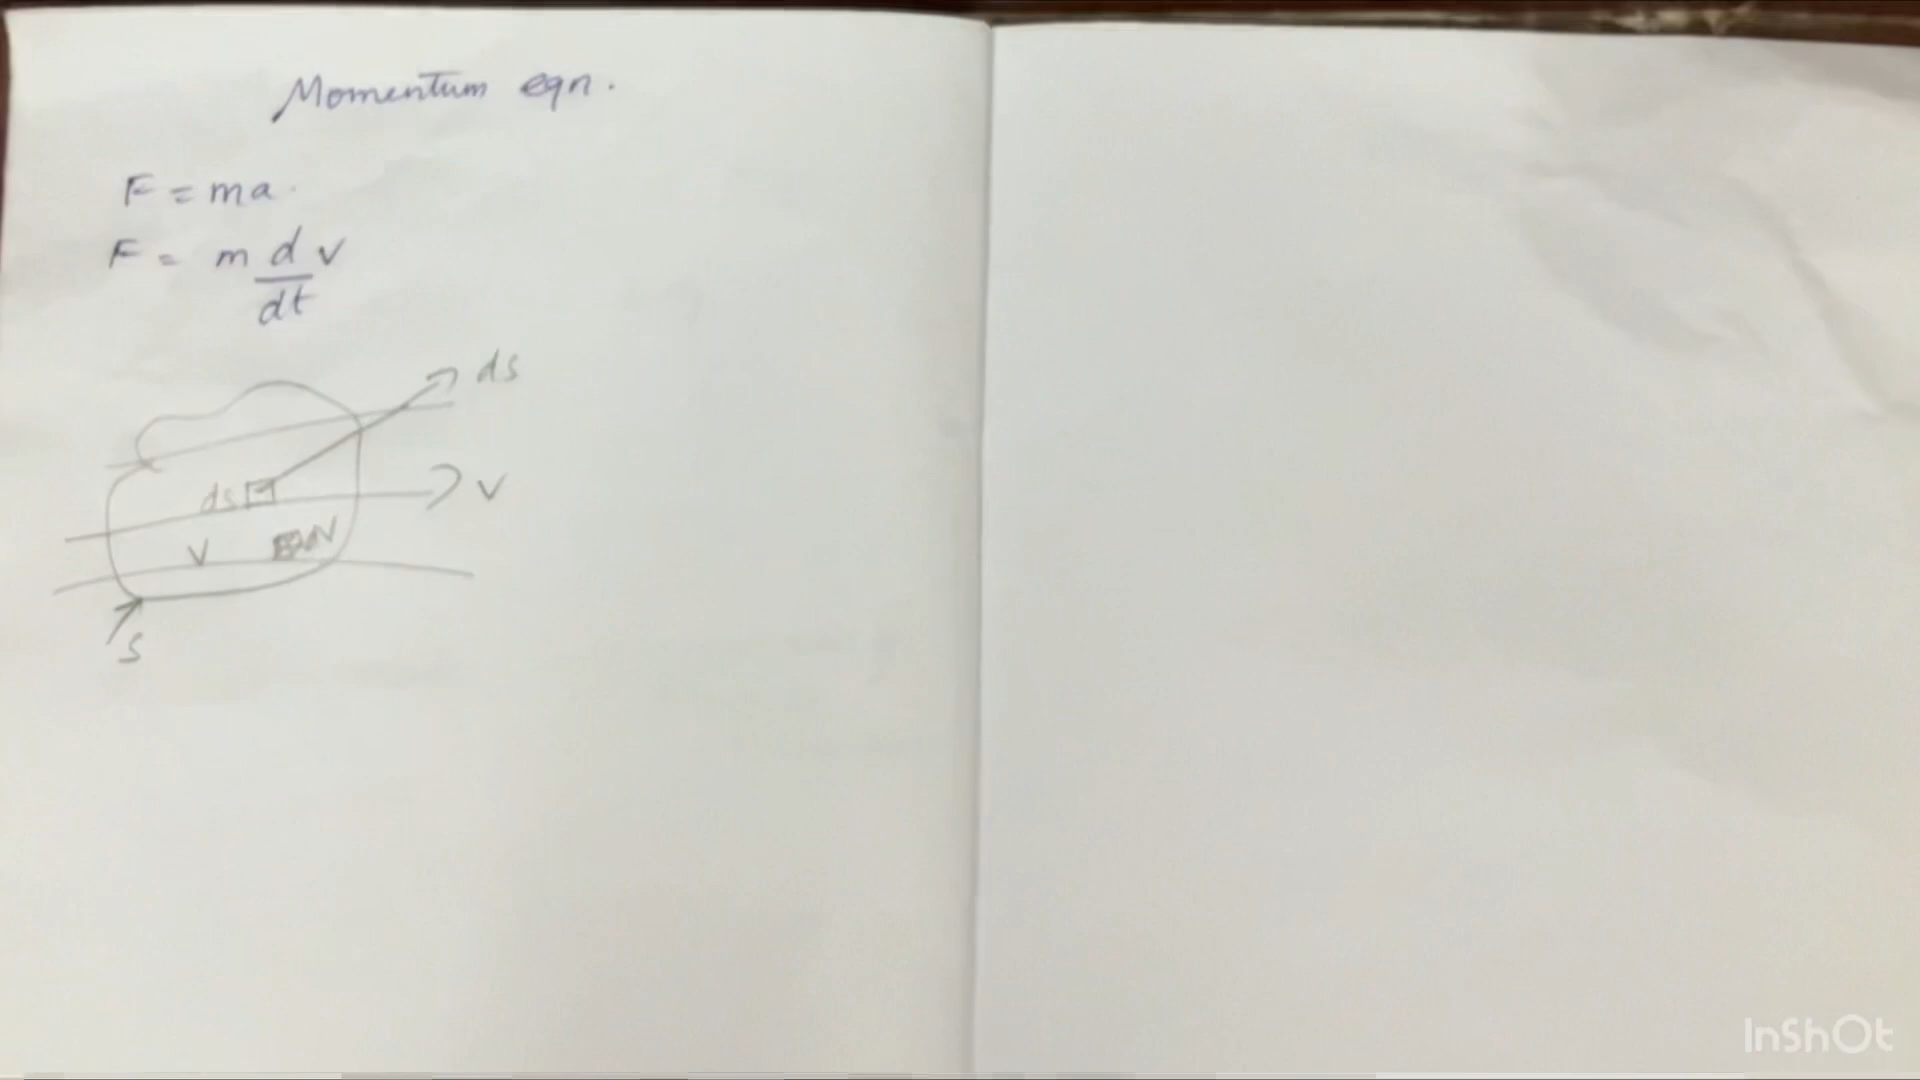 Momentum eqn.
F = ma
F = m d v
dt
ds
ds
V
V
dV
S
InShOt